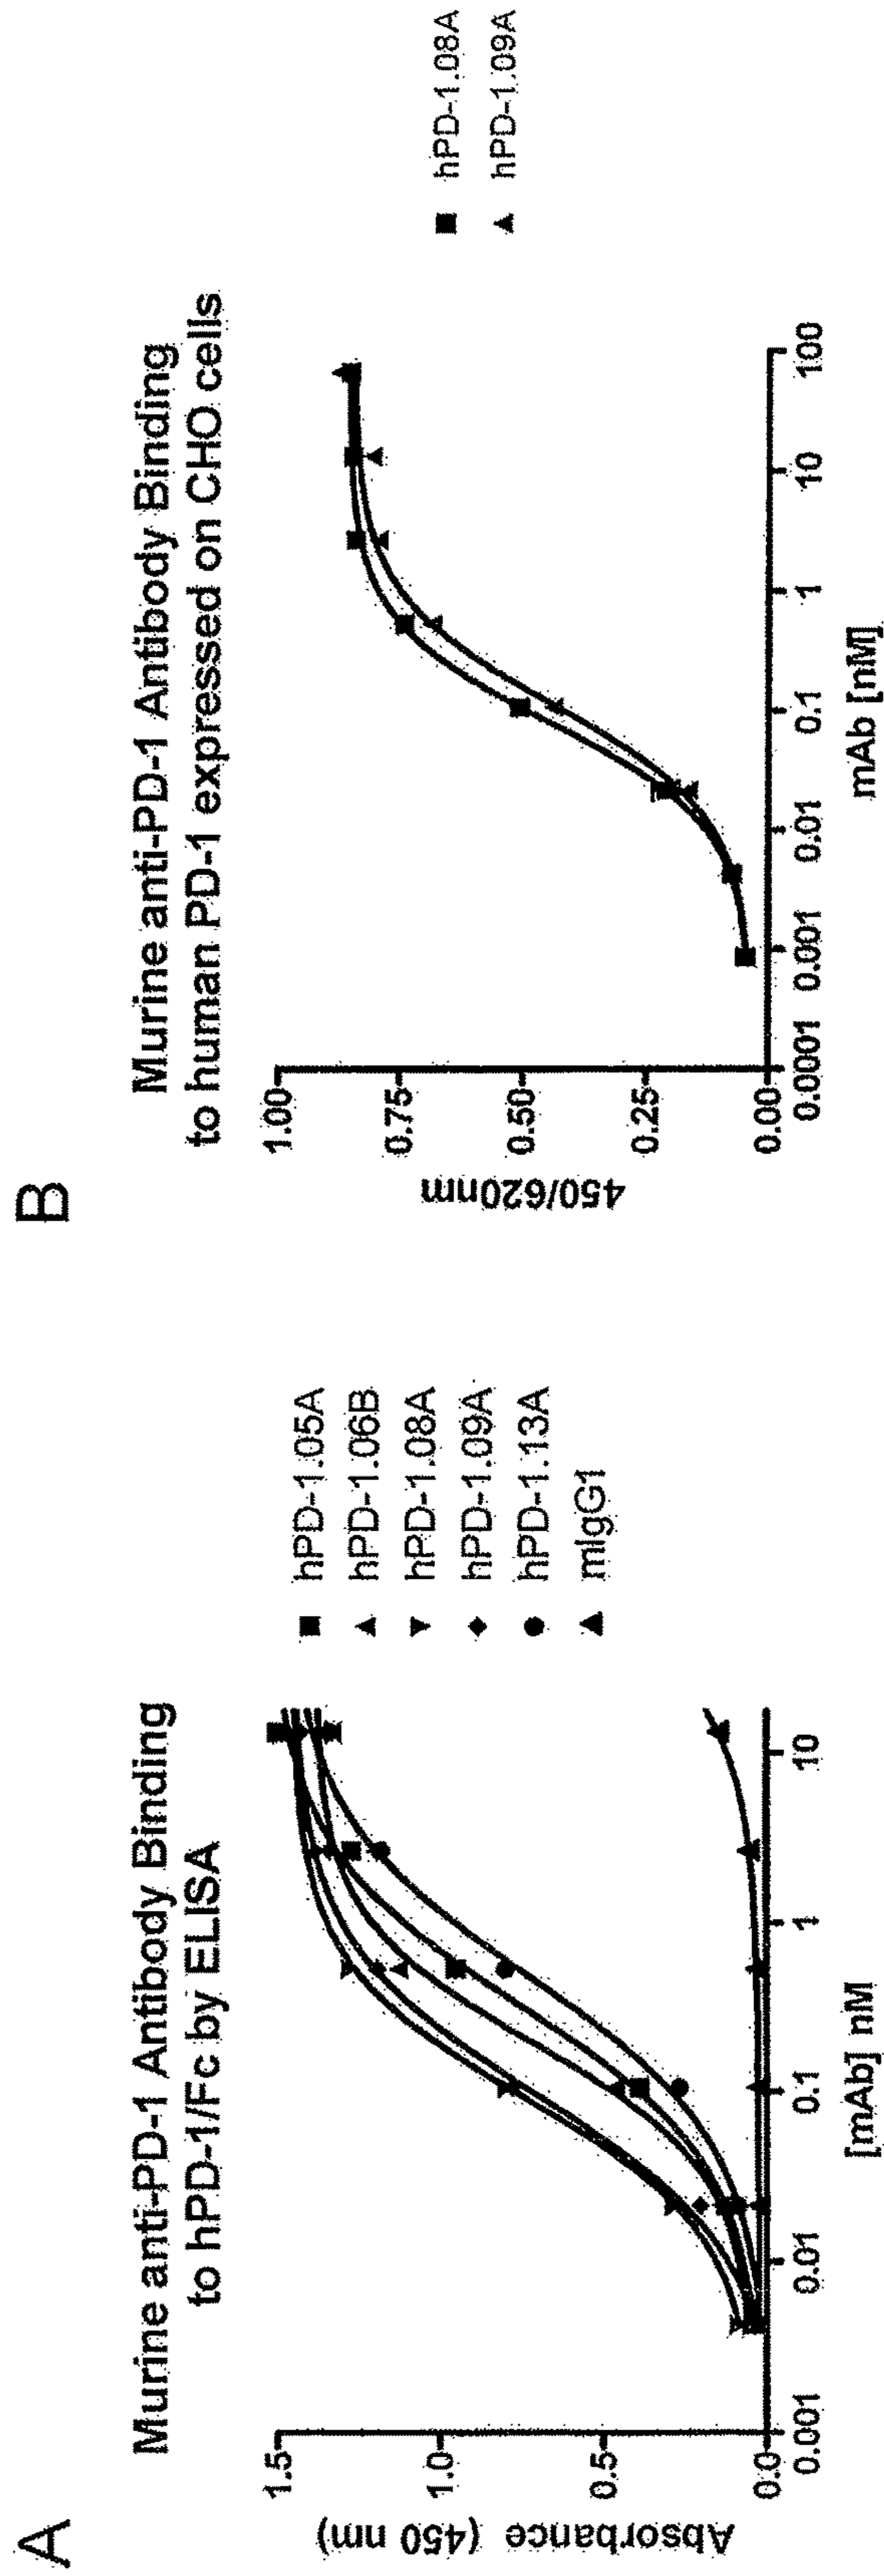 A
Murine anti-PD-1 Antibody Binding
to hPD-1/Fc by ELISA
Absorbance (450 nm)
1.5
1.0
0.5
0.0
0.001
0.01
0.1
1
10
[mAb] nM
hPD-1.05A
hPD-1.06B
hPD-1.08A
hPD-1.09A
hPD-1.13A
mIgG1
B
Murine anti-PD-1 Antibody Binding
to human PD-1 expressed on CHO cells
450/620nm
1.00
0.75
0.50
0.25
0.00
0.0001
0.001
0.01
0.1
1
10
100
mAb [nM]
hPD-1.08A
hPD-1.09A